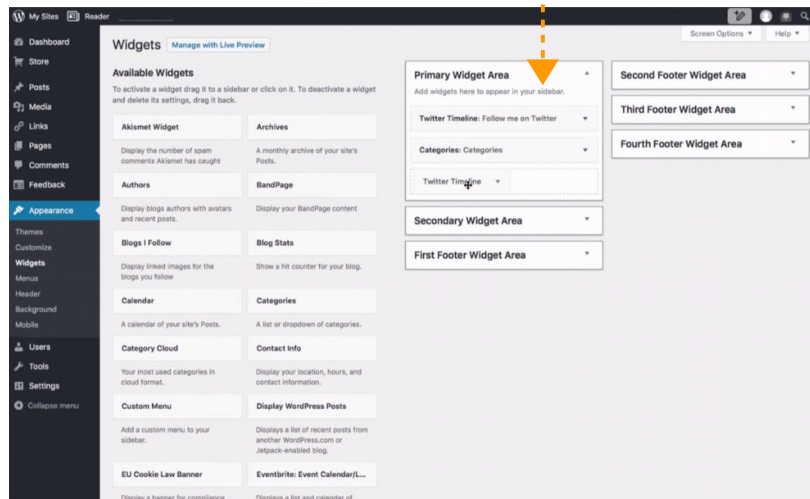 My Sites Reader
Screen Options ▼ Help ▼
Dashboard
Store
Posts
Media
Links
Pages
Comments
Feedback
Appearance
Themes
Customize
Widgets
Menus
Header
Background
Mobile
Users
Tools
Settings
Collapse menu
Widgets Manage with Live Preview
Available Widgets
To activate a widget drag it to a sidebar or click on it. To deactivate a widget
and delete its settings, drag it back.
Akismet Widget Archives
Display the number of spam A monthly archive of your site's
comments Akismet has caught Posts.
Authors BandPage
Display blogs authors with avatars Display your BandPage content
and recent posts.
Blogs I Follow Blog Stats
Display linked images for the Show a hit counter for your blog.
blogs you follow
Calendar Categories
A calendar of your site's Posts. A list or dropdown of categories.
Category Cloud Contact Info
Your most used categories in Display your location, hours, and
cloud format. contact information.
Custom Menu Display WordPress Posts
Add a custom menu to your Displays a list of recent posts from
sidebar. another WordPress.com or
Jetpack-enabled blog.
EU Cookie Law Banner Eventbrite: Event Calendar/L...
Display a banner for compliance Displays a list and calendar of
Primary Widget Area
Add widgets here to appear in your sidebar.
Twitter Timeline: Follow me on Twitter
Categories: Categories
Twitter Timeline
Secondary Widget Area
First Footer Widget Area
Second Footer Widget Area
Third Footer Widget Area
Fourth Footer Widget Area